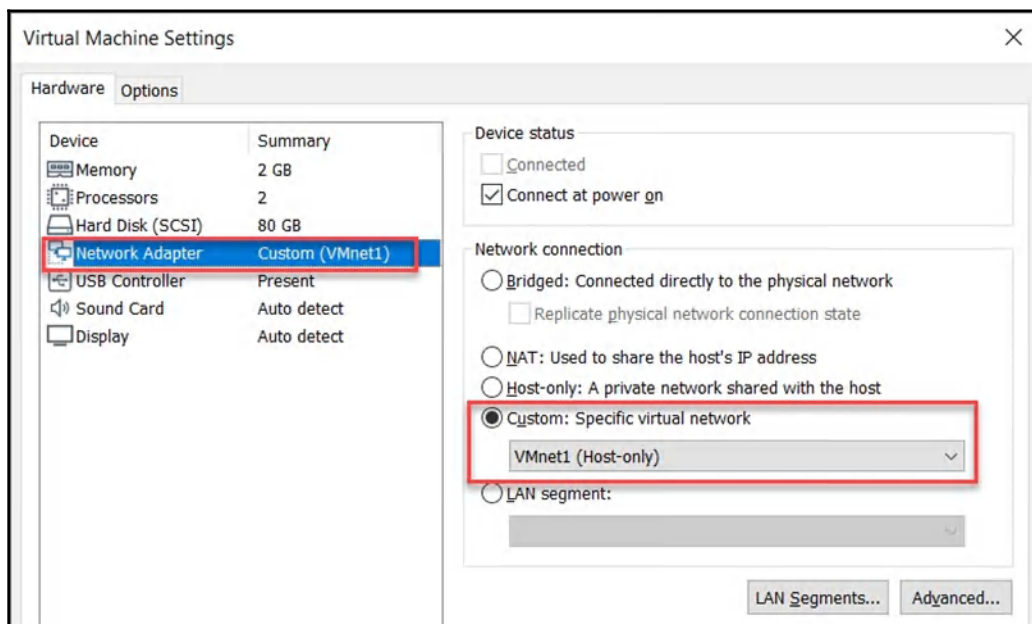 Virtual Machine Settings
Hardware Options
Device Summary
Memory 2 GB
Processors 2
Hard Disk (SCSI) 80 GB
Network Adapter Custom (VMnet1)
USB Controller Present
Sound Card Auto detect
Display Auto detect
Device status
Connected
Connect at power on
Network connection
Bridged: Connected directly to the physical network
Replicate physical network connection state
NAT: Used to share the host's IP address
Host-only: A private network shared with the host
Custom: Specific virtual network
VMnet1 (Host-only)
LAN segment:
LAN Segments... Advanced...